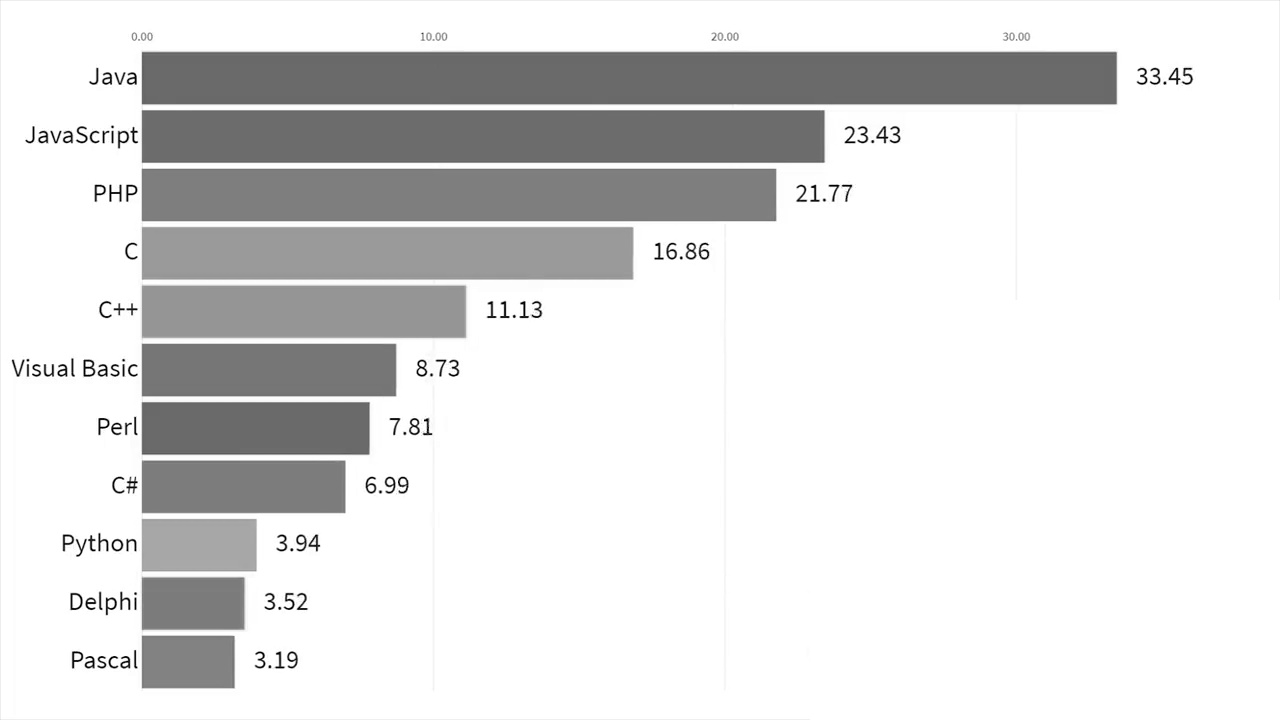 0.00 10.00 20.00 30.00
Java 33.45
JavaScript 23.43
PHP 21.77
C 16.86
C++ 11.13
Visual Basic 8.73
Perl 7.81
C# 6.99
Python 3.94
Delphi 3.52
Pascal 3.19